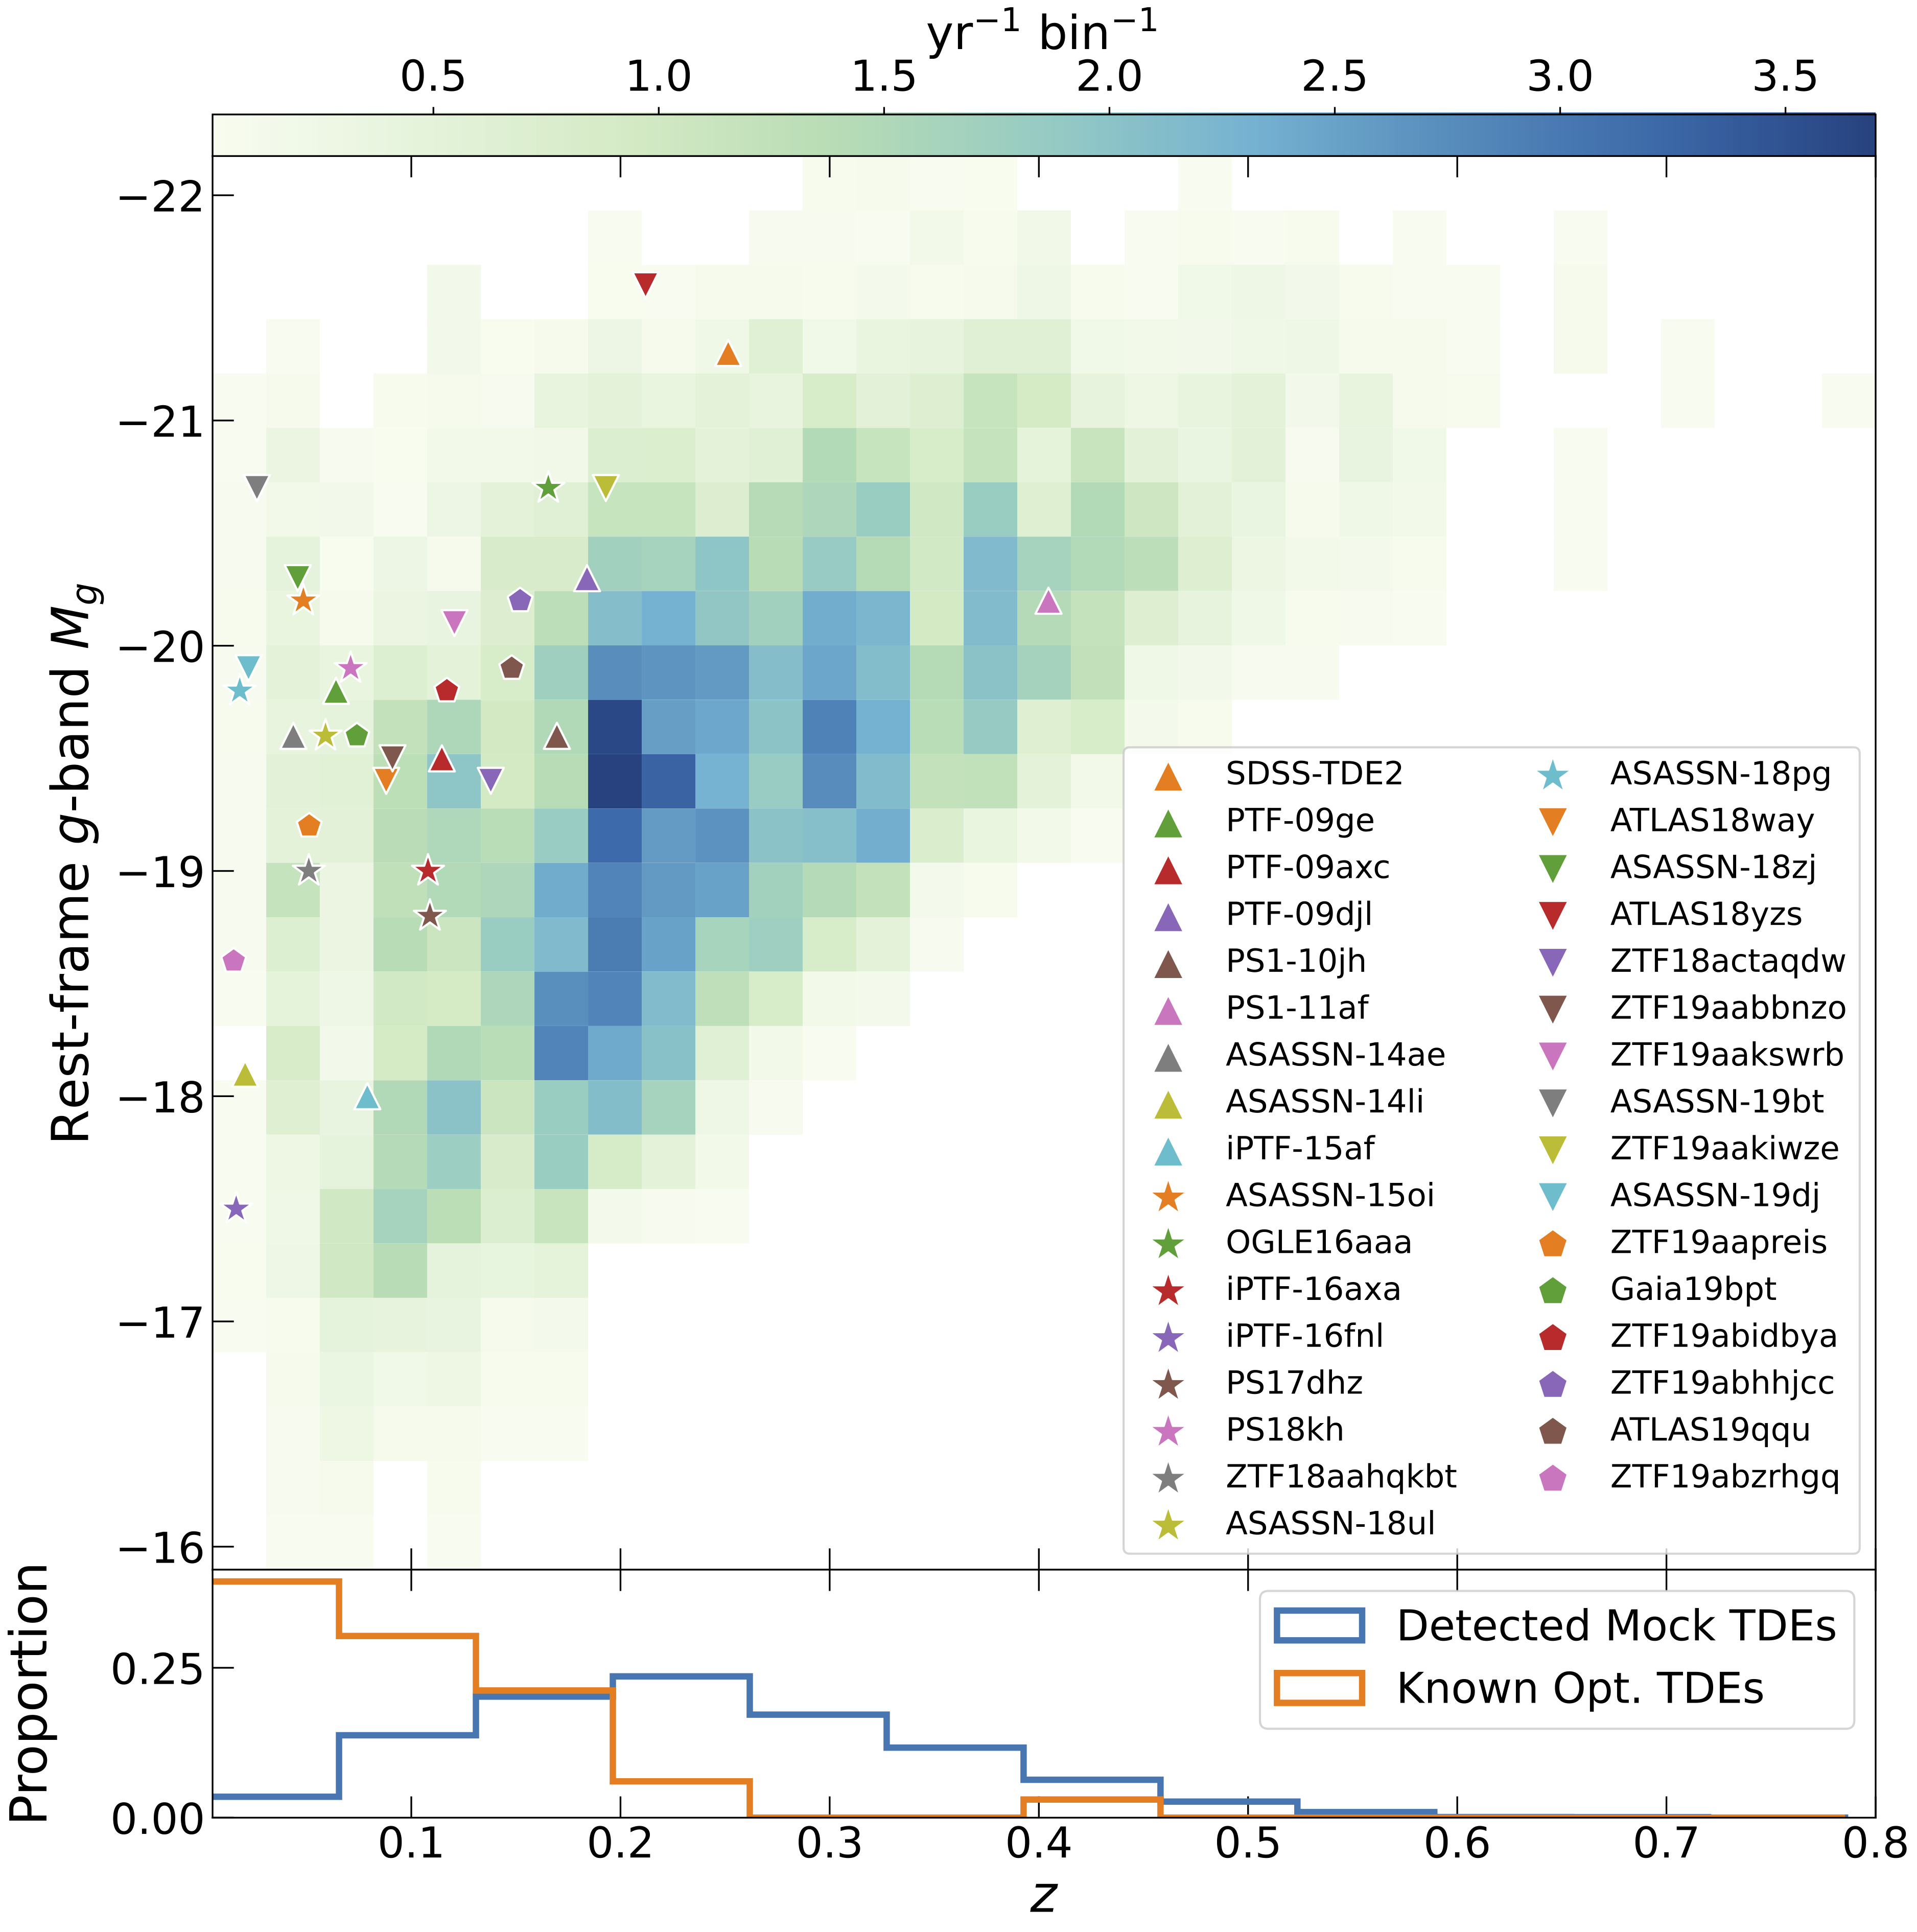 yr⁻¹ bin⁻¹
0.5 1.0 1.5 2.0 2.5 3.0 3.5
Rest-frame g-band M_g
−22
−21
−20
−19
−18
−17
−16
SDSS-TDE2
PTF-09ge
PTF-09axc
PTF-09djl
PS1-10jh
PS1-11af
ASASSN-14ae
ASASSN-14li
iPTF-15af
ASASSN-15oi
OGLE16aaa
iPTF-16axa
iPTF-16fnl
PS17dhz
PS18kh
ZTF18aahqkbt
ASASSN-18ul
ASASSN-18pg
ATLAS18way
ASASSN-18zj
ATLAS18yzs
ZTF18actaqdw
ZTF19aabbnzo
ZTF19aakswrb
ASASSN-19bt
ZTF19aakiwze
ASASSN-19dj
ZTF19aapreis
Gaia19bpt
ZTF19abidbya
ZTF19abhhjcc
ATLAS19qqu
ZTF19abzrhgq
Proportion
0.25
0.00
Detected Mock TDEs
Known Opt. TDEs
0.1 0.2 0.3 0.4 0.5 0.6 0.7 0.8
z